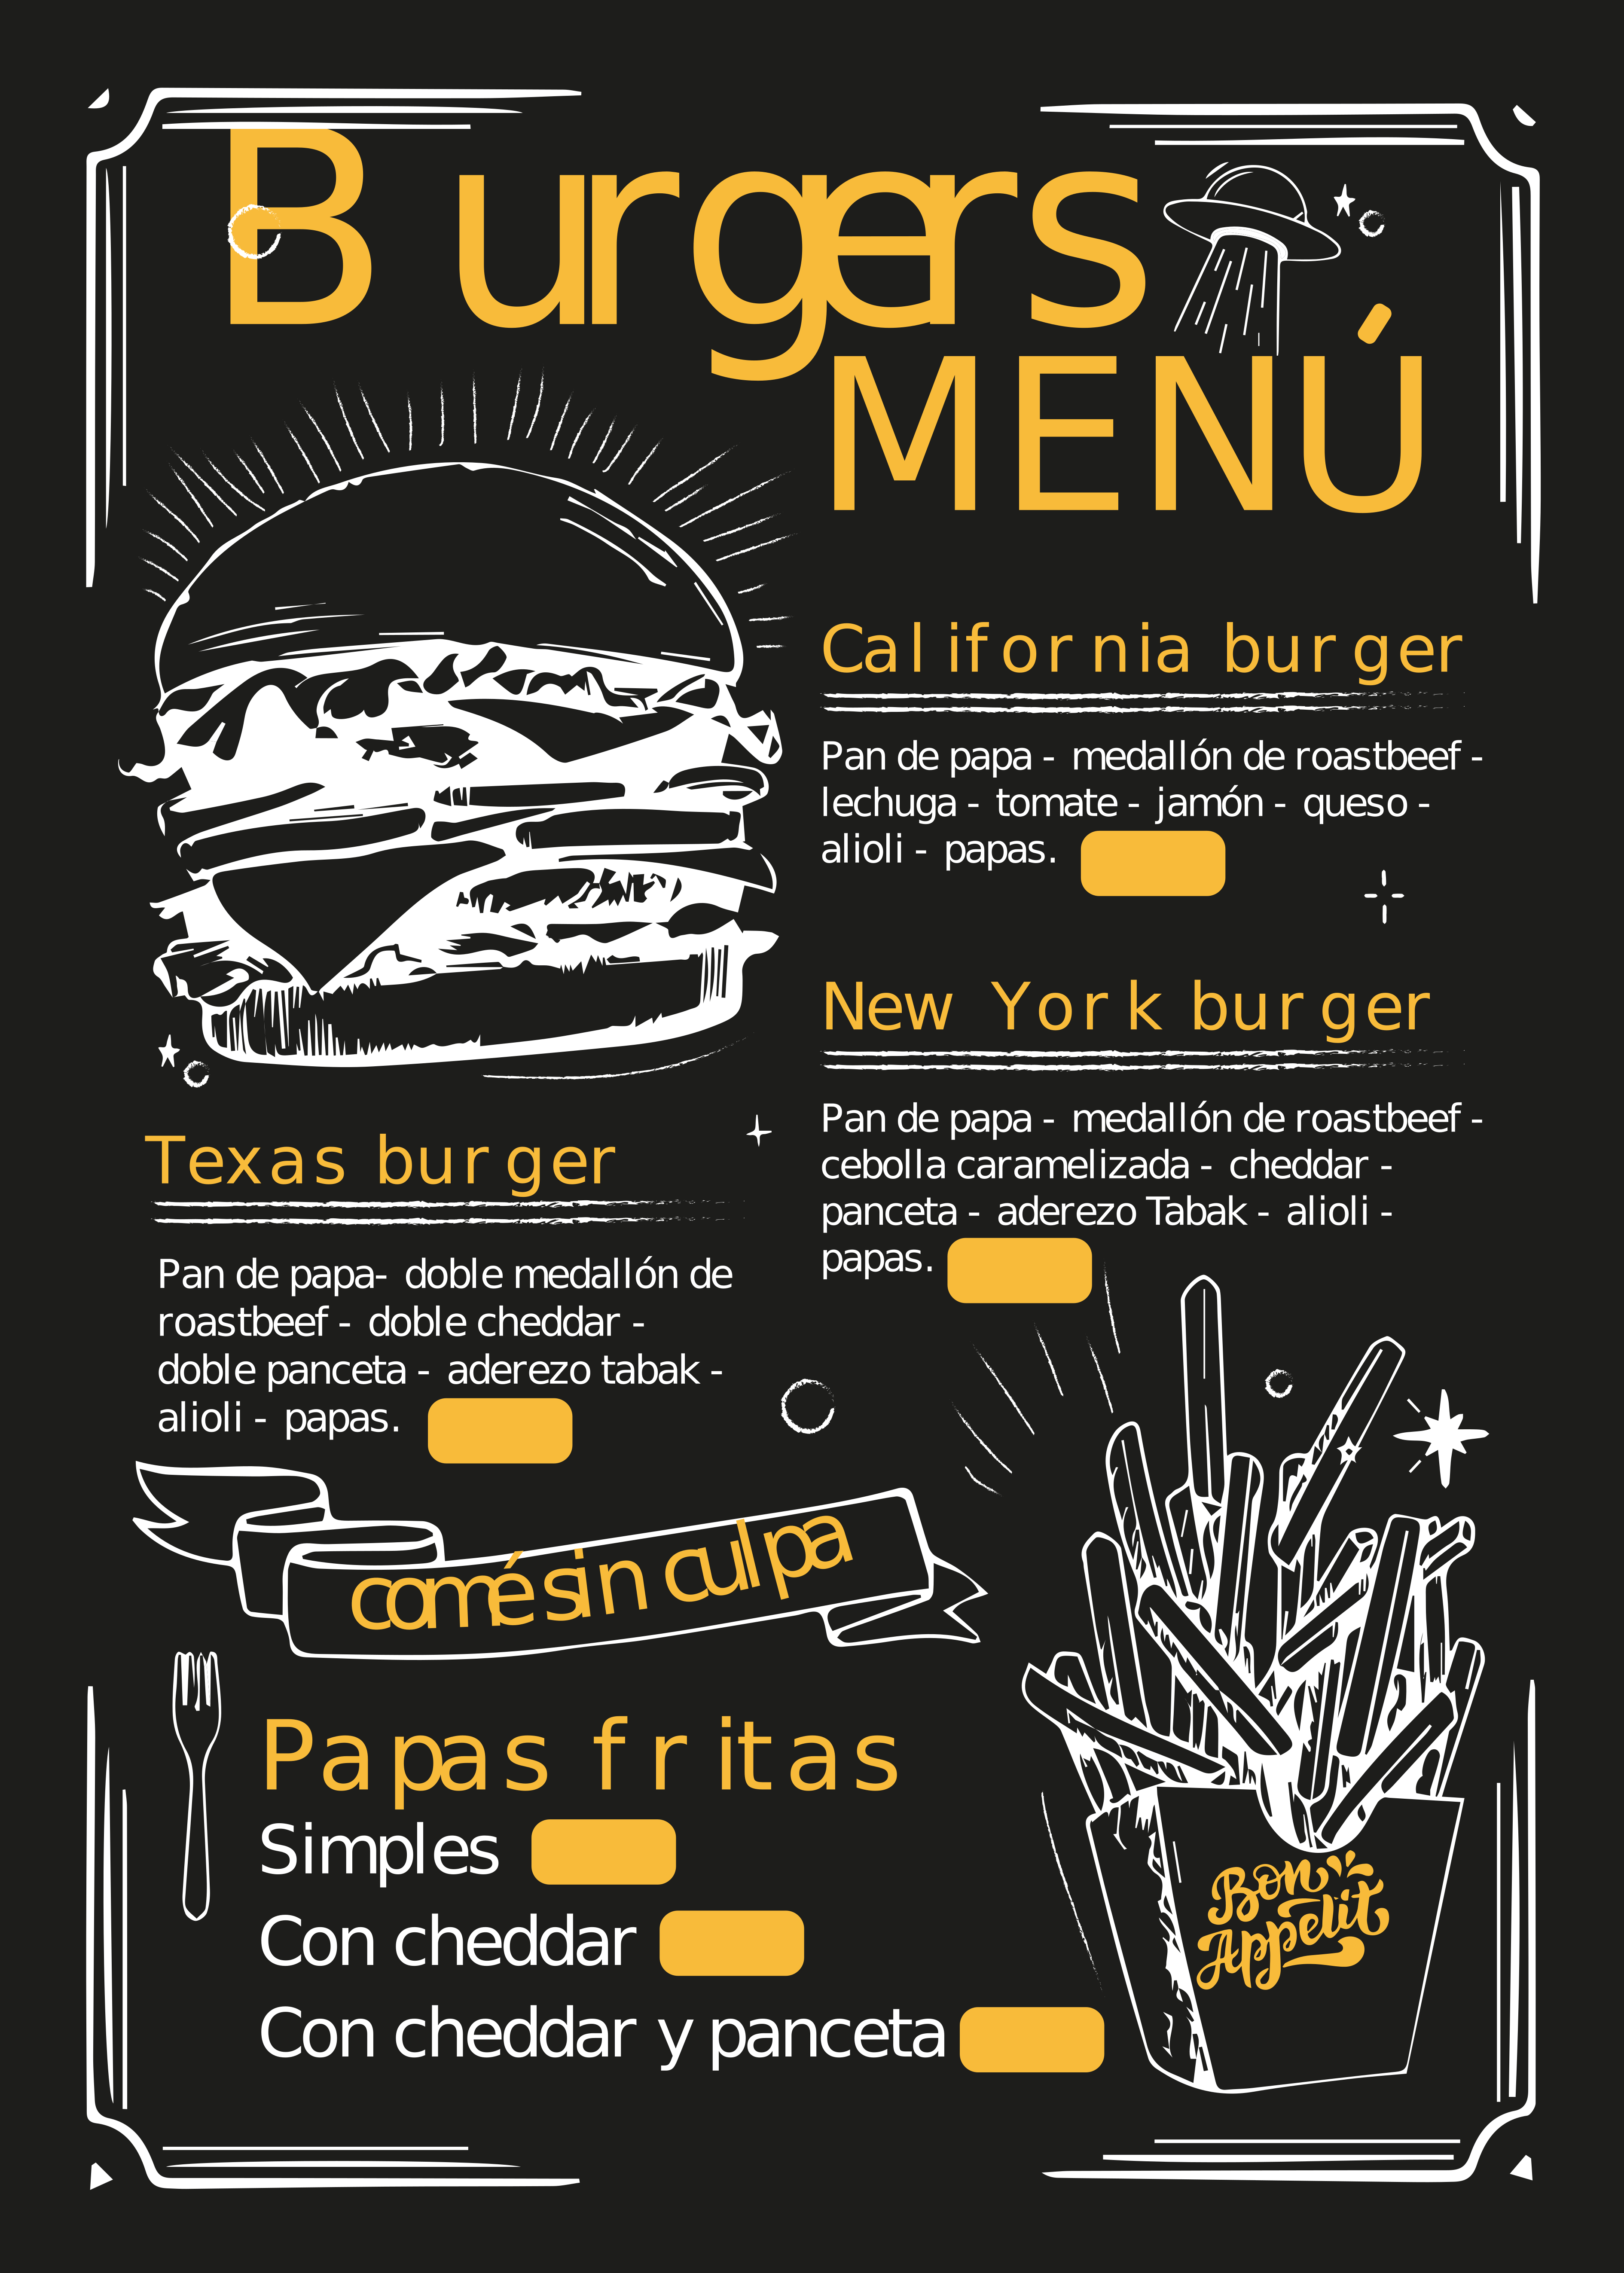 Burgers
MENÚ
California burger
Pan de papa - medallón de roastbeef -
lechuga - tomate - jamón - queso -
alioli - papas.
New York burger
Pan de papa - medallón de roastbeef -
cebolla caramelizada - cheddar -
panceta - aderezo Tabak - alioli -
papas.
Texas burger
Pan de papa- doble medallón de
roastbeef - doble cheddar -
doble panceta - aderezo tabak -
alioli - papas.
comé sin culpa
Papas fritas
Simples
Con cheddar
Con cheddar y panceta
Bon
Appetit